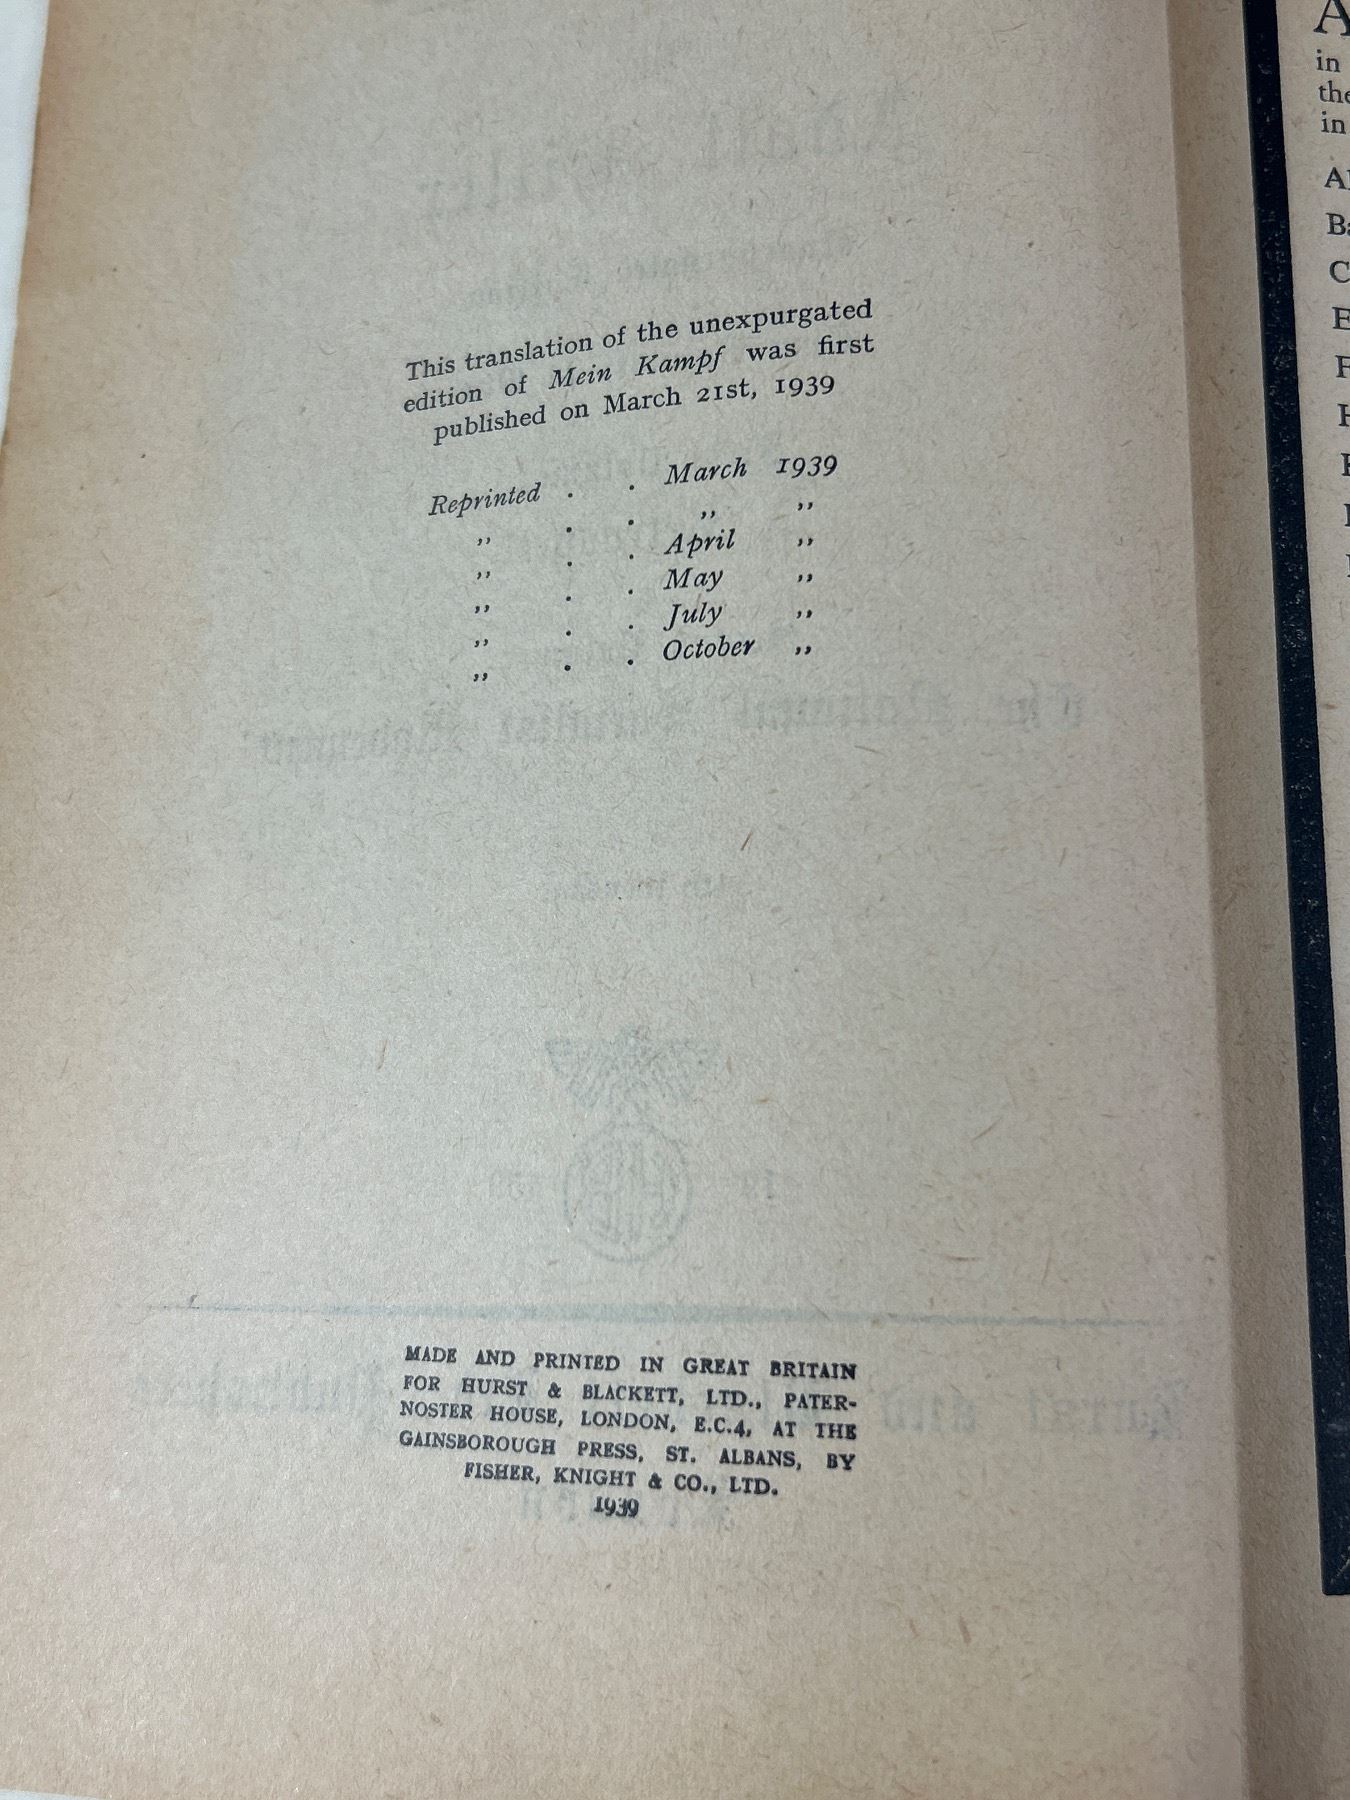 This translation of the unexpurgated
edition of Mein Kampf was first
published on March 21st, 1939
Reprinted . . March 1939
,, . . ,, ,,
,, . . April ,,
,, . . May ,,
,, . . July ,,
,, . . October ,,
MADE AND PRINTED IN GREAT BRITAIN
FOR HURST & BLACKETT, LTD., PATER-
NOSTER HOUSE, LONDON, E.C.4, AT THE
GAINSBOROUGH PRESS, ST. ALBANS, BY
FISHER, KNIGHT & CO., LTD.
1939
in
in